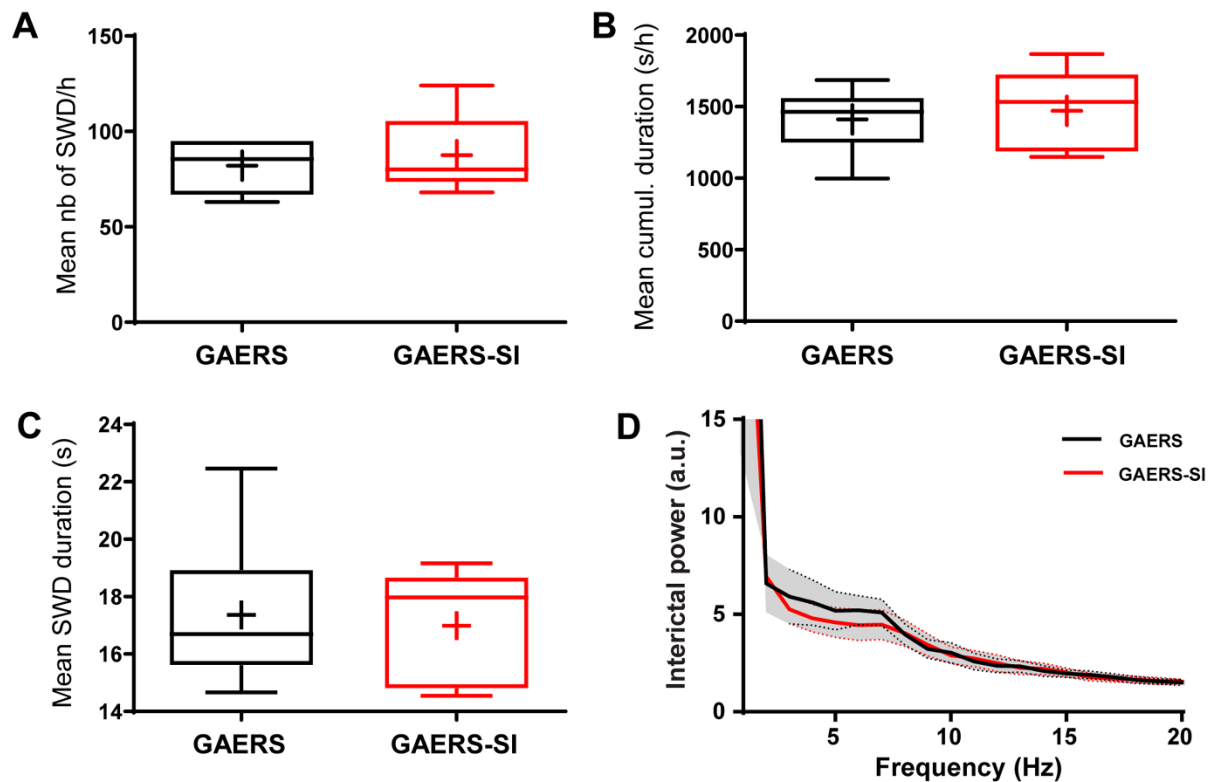 A
Mean nb of SWD/h
150
100
50
0
GAERS
GAERS-SI
B
Mean cumul. duration (s/h)
2000
1500
1000
500
0
GAERS
GAERS-SI
C
Mean SWD duration (s)
24
22
20
18
16
14
GAERS
GAERS-SI
D
Interictal power (a.u.)
15
10
5
0
GAERS
GAERS-SI
5
10
15
20
Frequency (Hz)